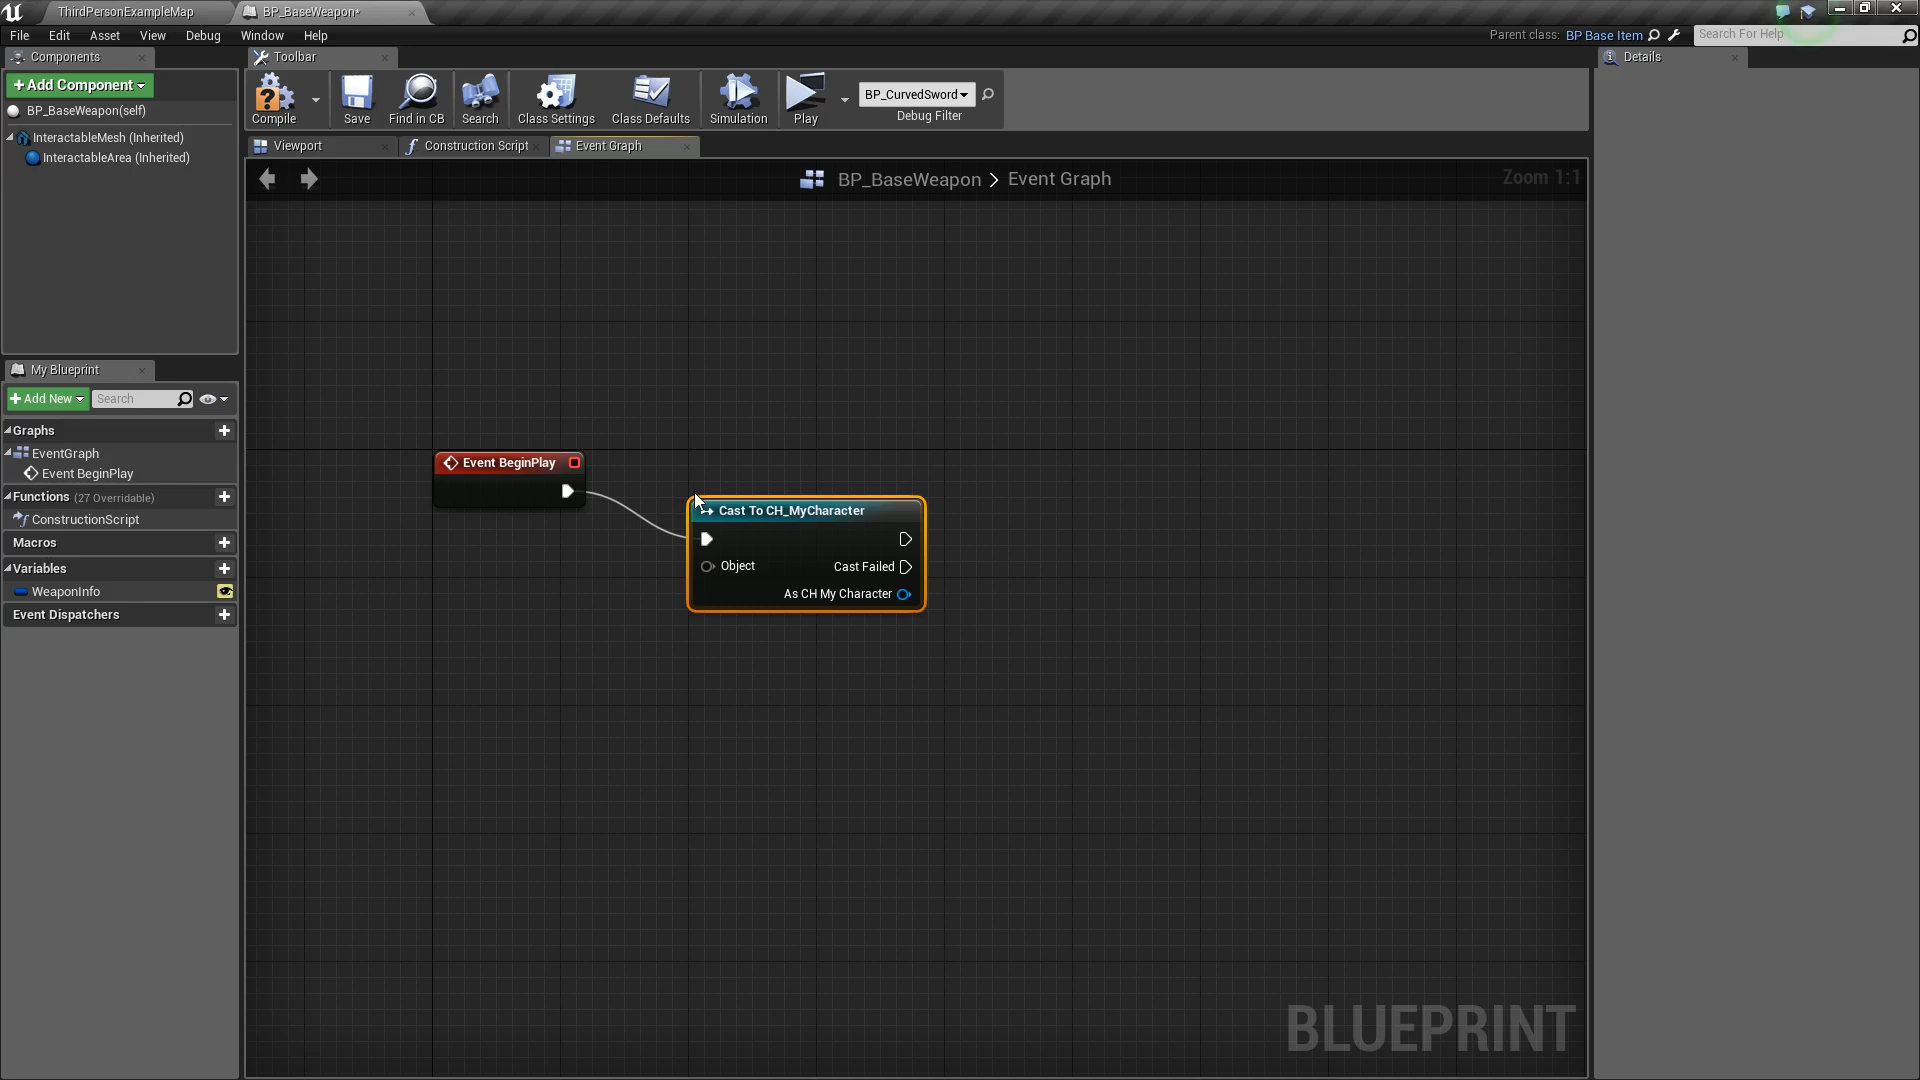 ThirdPersonExampleMap
BP_BaseWeapon*
File Edit Asset View Debug Window Help
Parent class: BP Base Item
Search For Help
Components
Toolbar
Details
+Add Component
BP_BaseWeapon(self)
InteractableMesh (Inherited)
InteractableArea (Inherited)
Compile
Save
Find in CB
Search
Class Settings
Class Defaults
Simulation
Play
BP_CurvedSword
Debug Filter
Viewport
Construction Script
Event Graph
BP_BaseWeapon > Event Graph
Zoom 1:1
My Blueprint
+Add New
Search
Graphs
EventGraph
Event BeginPlay
Functions (27 Overridable)
ConstructionScript
Macros
Variables
WeaponInfo
Event Dispatchers
Event BeginPlay
Cast To CH_MyCharacter
Object
Cast Failed
As CH My Character
BLUEPRINT